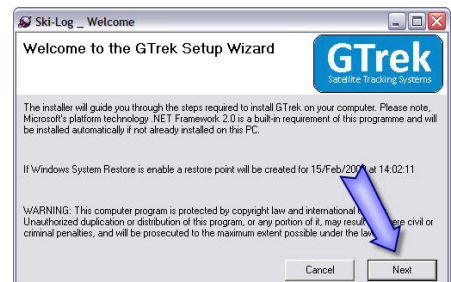 Ski-Log _ Welcome
Welcome to the GTrek Setup Wizard
GTrek
Satellite Tracking Systems
The installer will guide you through the steps required to install GTrek on your computer. Please note,
Microsoft's platform technology .NET Framework 2.0 is a built-in requirement of this programme and will
be installed automatically if not already installed on this PC.
If Windows System Restore is enable a restore point will be created for 15/Feb/200 at 14:02:11
WARNING: This computer program is protected by copyright law and international
Unauthorized duplication or distribution of this program, or any portion of it, may result ere civil or
criminal penalties, and will be prosecuted to the maximum extent possible under the law
Cancel
Next